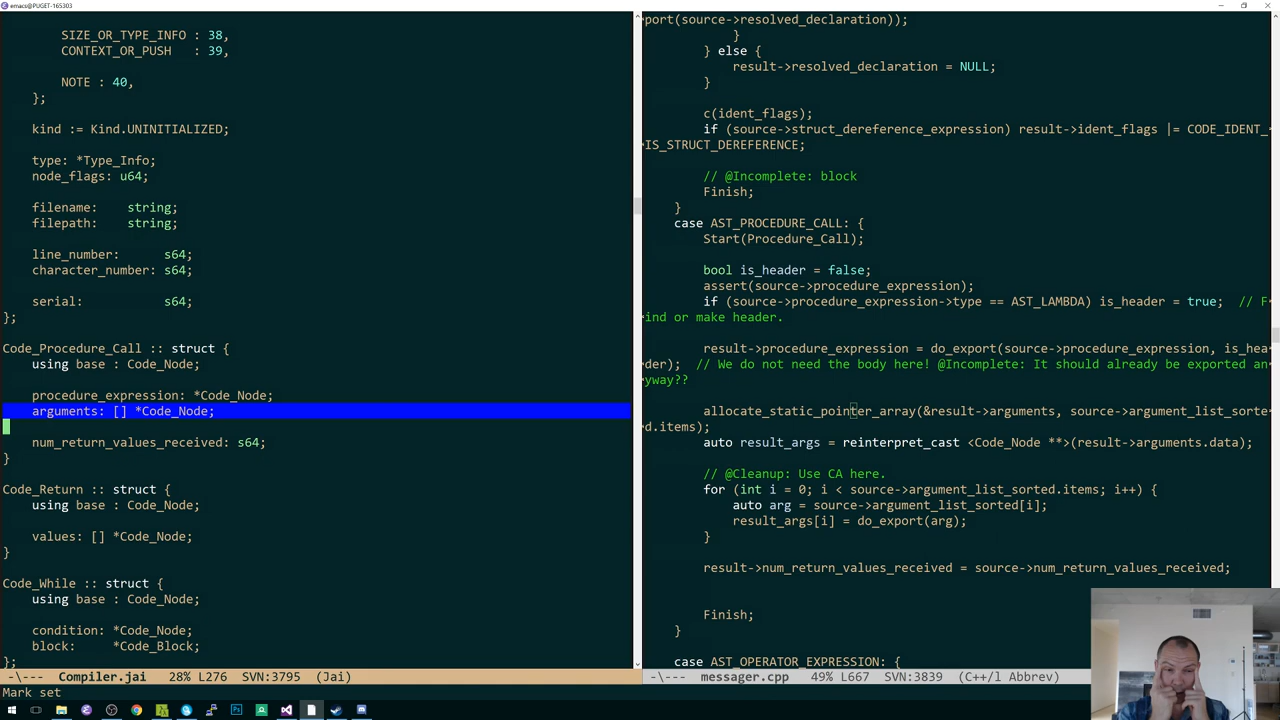 emacs@PUGET-165303
SIZE_OR_TYPE_INFO : 38,
CONTEXT_OR_PUSH   : 39,
NOTE : 40,
};
kind := Kind.UNINITIALIZED;
type: *Type_Info;
node_flags: u64;
filename:    string;
filepath:    string;
line_number:      s64;
character_number: s64;
serial:           s64;
};
Code_Procedure_Call :: struct {
using base : Code_Node;
procedure_expression: *Code_Node;
arguments: [] *Code_Node;
num_return_values_received: s64;
}
Code_Return :: struct {
using base : Code_Node;
values: [] *Code_Node;
}
Code_While :: struct {
using base : Code_Node;
condition: *Code_Node;
block:     *Code_Block;
};
-\---  Compiler.jai    28% L276   SVN:3795  (Jai)
Mark set
port(source->resolved_declaration));
}
} else {
result->resolved_declaration = NULL;
}
c(ident_flags);
if (source->struct_dereference_expression) result->ident_flags |= CODE_IDENT_
IS_STRUCT_DEREFERENCE;
// @Incomplete: block
Finish;
}
case AST_PROCEDURE_CALL: {
Start(Procedure_Call);
bool is_header = false;
assert(source->procedure_expression);
if (source->procedure_expression->type == AST_LAMBDA) is_header = true;  // F
ind or make header.
result->procedure_expression = do_export(source->procedure_expression, is_hea
der);  // We do not need the body here! @Incomplete: It should already be exported an
yway??
allocate_static_pointer_array(&result->arguments, source->argument_list_sorte
d.items);
auto result_args = reinterpret_cast <Code_Node **>(result->arguments.data);
// @Cleanup: Use CA here.
for (int i = 0; i < source->argument_list_sorted.items; i++) {
auto arg = source->argument_list_sorted[i];
result_args[i] = do_export(arg);
}
result->num_return_values_received = source->num_return_values_received;
Finish;
}
case AST_OPERATOR_EXPRESSION: {
-\---  messager.cpp   49% L667   SVN:3839  (C++/l Abbrev)